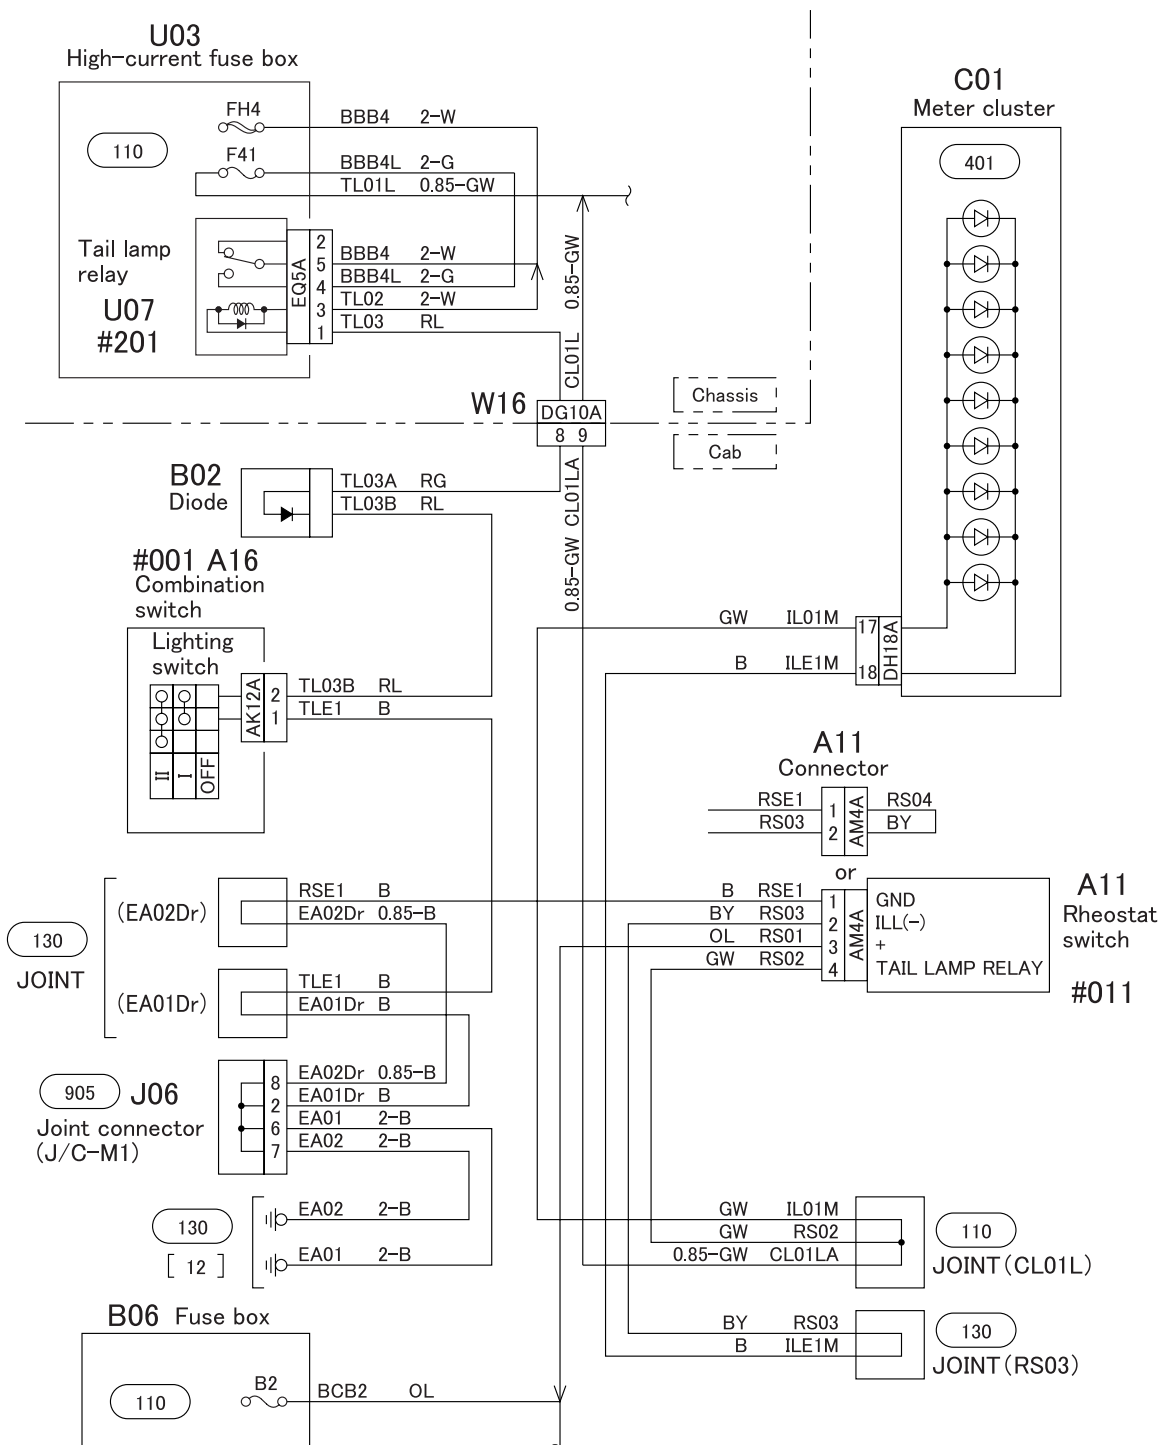 U03
High-current fuse box
FH4
BBB4 2-W
110
F41
BBB4L 2-G
TL01L 0.85-GW
Tail lamp
relay
U07
#201
EQ5A
2
5 BBB4 2-W
4 BBB4L 2-G
3 TL02 2-W
1 TL03 RL
CL01L 0.85-GW
W16
DG10A
8 9
Chassis
Cab
0.85-GW CL01LA
C01
Meter cluster
401
GW IL01M 17
B ILE1M 18
DH18A
B02
Diode
TL03A RG
TL03B RL
#001 A16
Combination
switch
Lighting
switch
II I OFF
AK12A
2 TL03B RL
1 TLE1 B
A11
Connector
RSE1 1 AM4A RS04
RS03 2 BY
or
A11
Rheostat
switch
#011
B RSE1 1 GND
BY RS03 2 ILL(-)
OL RS01 3 +
GW RS02 4 TAIL LAMP RELAY
AM4A
130
JOINT
(EA02Dr)
RSE1 B
EA02Dr 0.85-B
(EA01Dr)
TLE1 B
EA01Dr B
905 J06
Joint connector
(J/C-M1)
8 EA02Dr 0.85-B
2 EA01Dr B
6 EA01 2-B
7 EA02 2-B
130
[ 12 ]
EA02 2-B
EA01 2-B
GW IL01M
GW RS02
0.85-GW CL01LA
110
JOINT(CL01L)
BY RS03
B ILE1M
130
JOINT(RS03)
B06 Fuse box
110
B2
BCB2 OL